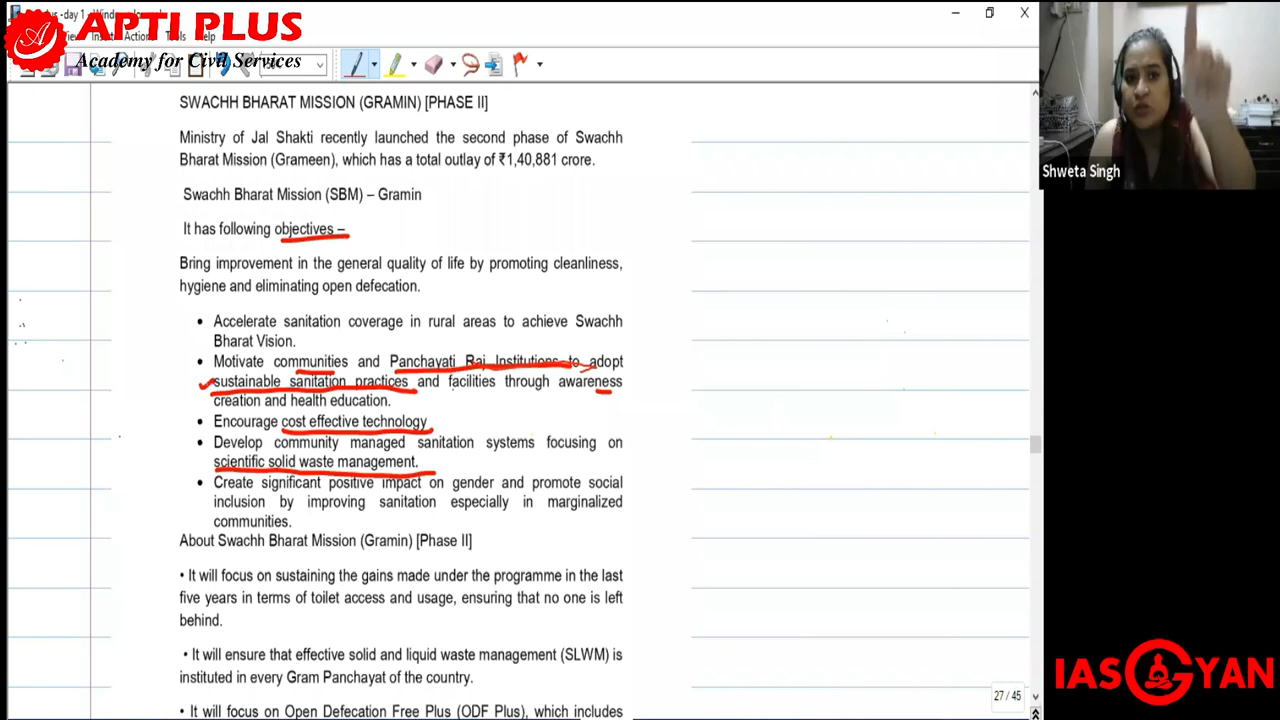 APTI PLUS
Academy for Civil Services
SWACHH BHARAT MISSION (GRAMIN) [PHASE II]
Ministry of Jal Shakti recently launched the second phase of Swachh
Bharat Mission (Grameen), which has a total outlay of ₹1,40,881 crore.
Swachh Bharat Mission (SBM) – Gramin
It has following objectives –
Bring improvement in the general quality of life by promoting cleanliness,
hygiene and eliminating open defecation.
• Accelerate sanitation coverage in rural areas to achieve Swachh
Bharat Vision.
• Motivate communities and Panchayati Raj Institutions to adopt
sustainable sanitation practices and facilities through awareness
creation and health education.
• Encourage cost effective technology
• Develop community managed sanitation systems focusing on
scientific solid waste management.
• Create significant positive impact on gender and promote social
inclusion by improving sanitation especially in marginalized
communities.
About Swachh Bharat Mission (Gramin) [Phase II]
• It will focus on sustaining the gains made under the programme in the last
five years in terms of toilet access and usage, ensuring that no one is left
behind.
• It will ensure that effective solid and liquid waste management (SLWM) is
instituted in every Gram Panchayat of the country.
• It will focus on Open Defecation Free Plus (ODF Plus), which includes
27 / 45
Shweta Singh
IAS GYAN